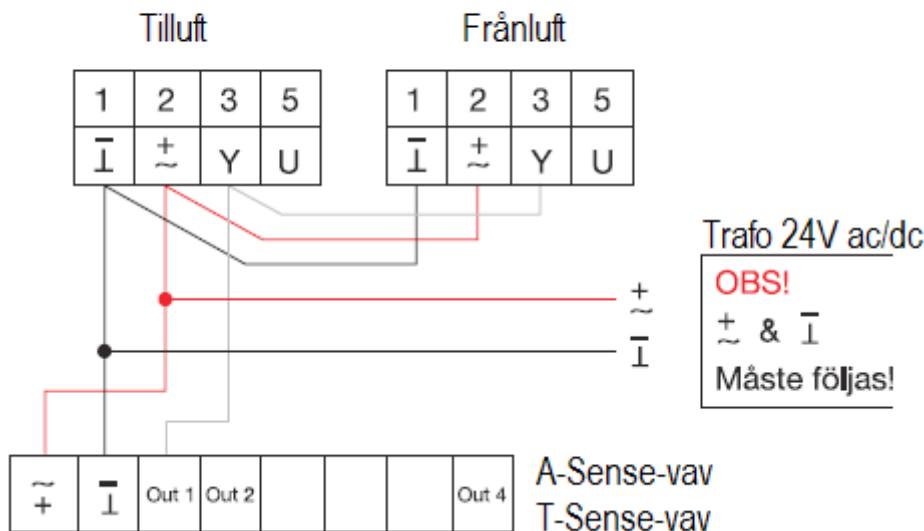 Tilluft
Frånluft
1 2 3 5
⊥ ± ~ Y U
1 2 3 5
⊥ ± ~ Y U
Trafo 24V ac/dc
OBS!
± ~ & ⊥
Måste följas!
± ~
⊥
~ + ⊥ Out 1 Out 2 Out 4
A-Sense-vav
T-Sense-vav